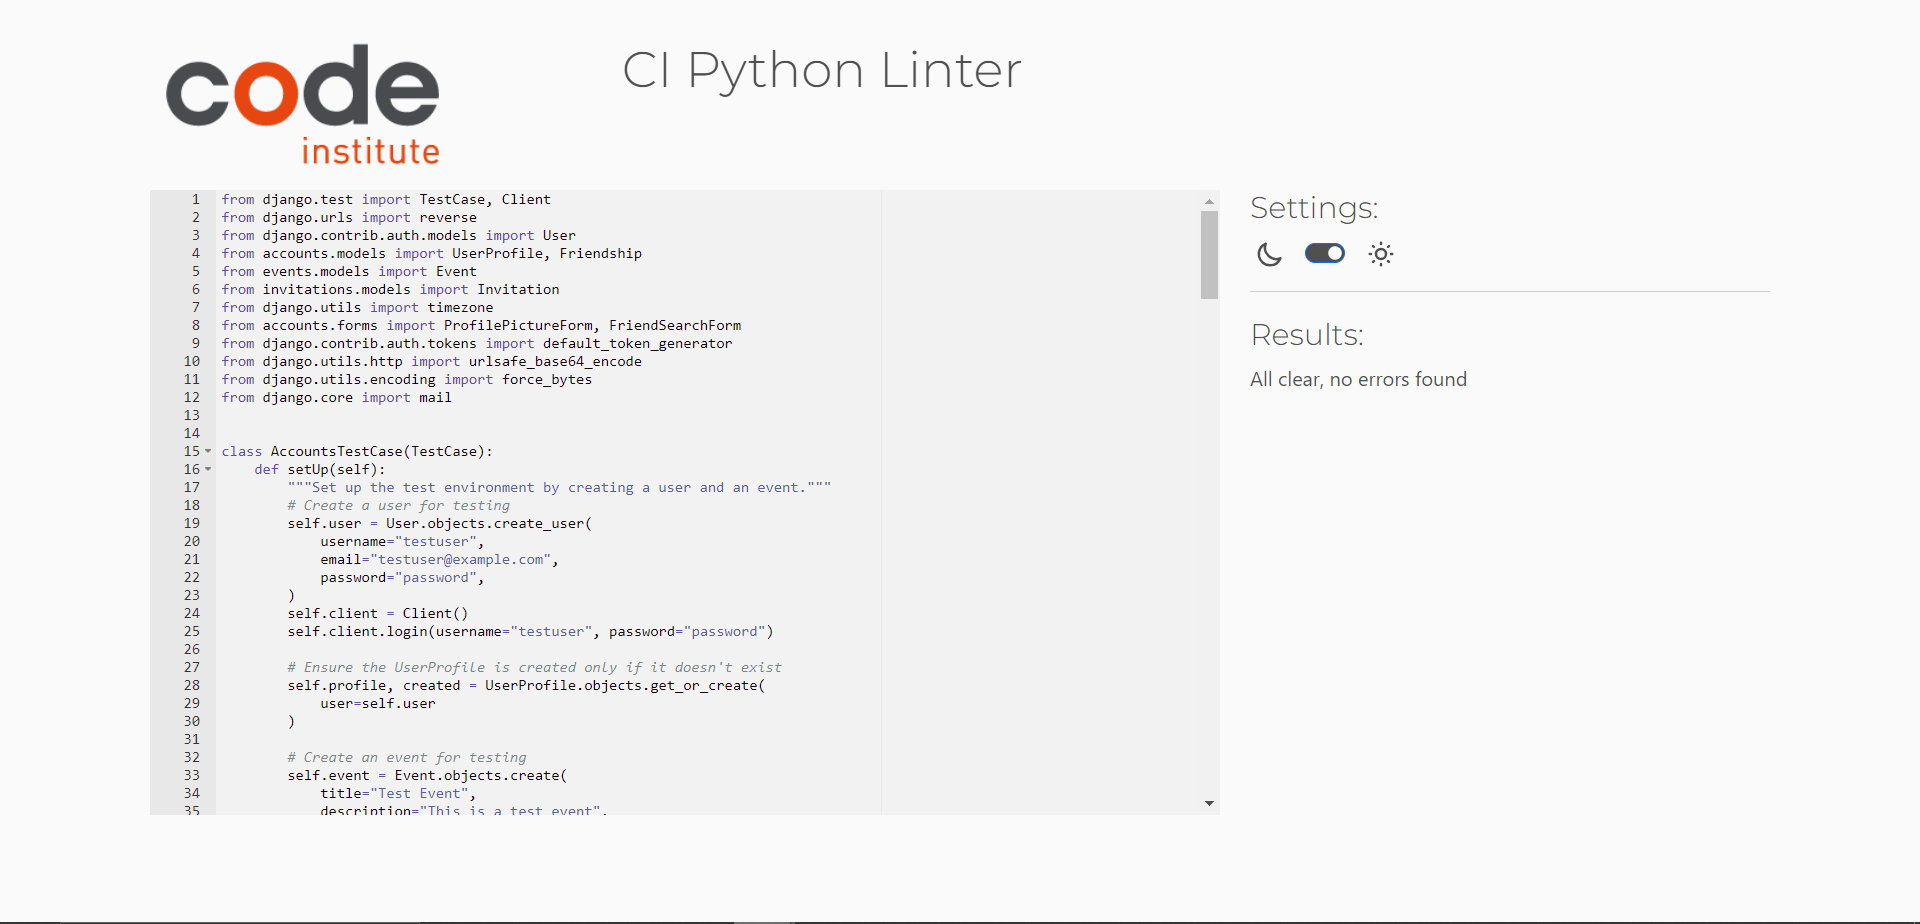 code
institute
CI Python Linter
1 from django.test import TestCase, Client
2 from django.urls import reverse
3 from django.contrib.auth.models import User
4 from accounts.models import UserProfile, Friendship
5 from events.models import Event
6 from invitations.models import Invitation
7 from django.utils import timezone
8 from accounts.forms import ProfilePictureForm, FriendSearchForm
9 from django.contrib.auth.tokens import default_token_generator
10 from django.utils.http import urlsafe_base64_encode
11 from django.utils.encoding import force_bytes
12 from django.core import mail
13
14
15 class AccountsTestCase(TestCase):
16     def setUp(self):
17         """Set up the test environment by creating a user and an event."""
18         # Create a user for testing
19         self.user = User.objects.create_user(
20             username="testuser",
21             email="testuser@example.com",
22             password="password",
23         )
24         self.client = Client()
25         self.client.login(username="testuser", password="password")
26
27         # Ensure the UserProfile is created only if it doesn't exist
28         self.profile, created = UserProfile.objects.get_or_create(
29             user=self.user
30         )
31
32         # Create an event for testing
33         self.event = Event.objects.create(
34             title="Test Event",
35             description="This is a test event",
Settings:
Results:
All clear, no errors found